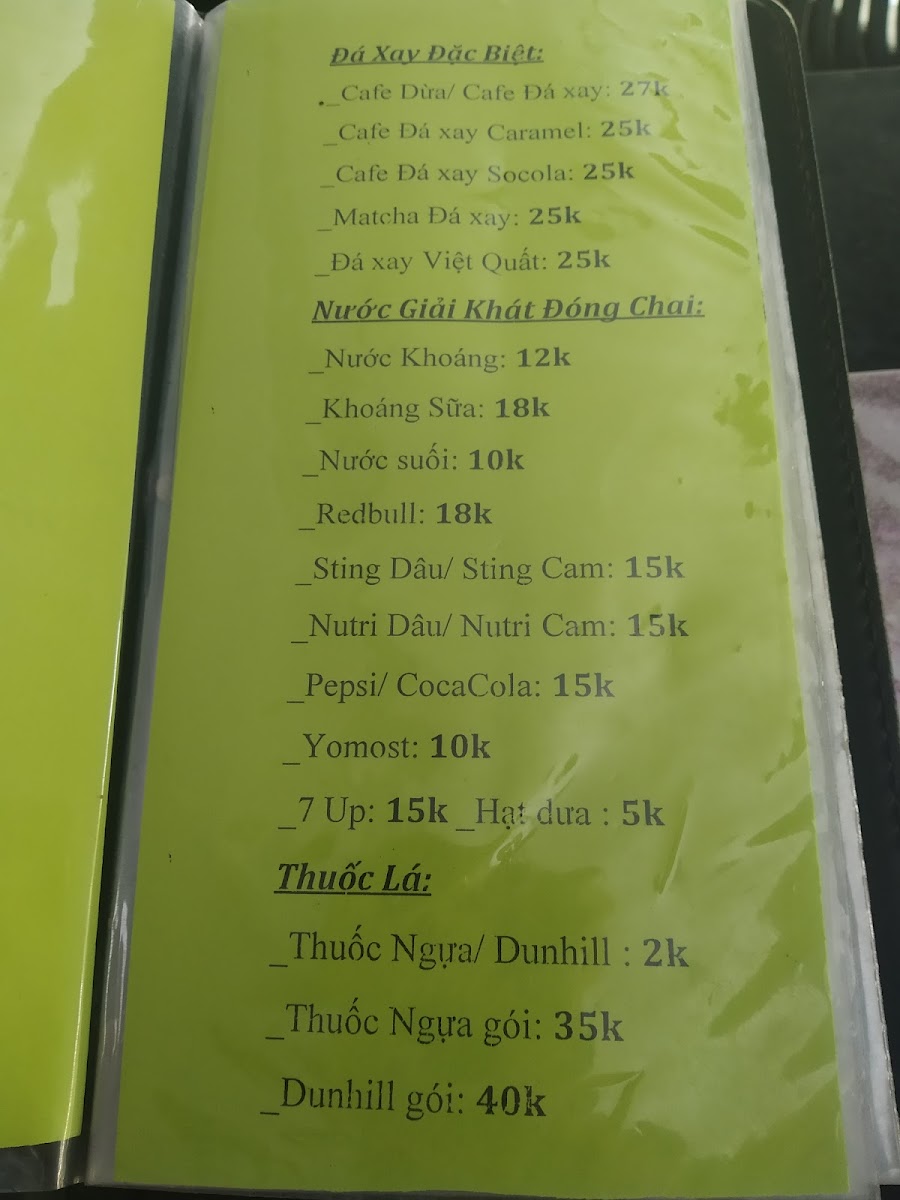 Đá Xay Đặc Biệt:
_Cafe Dừa/ Cafe Đá xay: 27k
_Cafe Đá xay Caramel: 25k
_Cafe Đá xay Socola: 25k
_Matcha Đá xay: 25k
_Đá xay Việt Quất: 25k
Nước Giải Khát Đóng Chai:
_Nước Khoáng: 12k
_Khoáng Sữa: 18k
_Nước suối: 10k
_Redbull: 18k
_Sting Dâu/ Sting Cam: 15k
_Nutri Dâu/ Nutri Cam: 15k
_Pepsi/ CocaCola: 15k
_Yomost: 10k
_7 Up: 15k _Hạt dưa : 5k
Thuốc Lá:
_Thuốc Ngựa/ Dunhill : 2k
_Thuốc Ngựa gói: 35k
_Dunhill gói: 40k